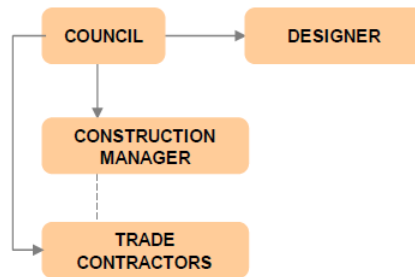 COUNCIL
DESIGNER
CONSTRUCTION
MANAGER
TRADE
CONTRACTORS